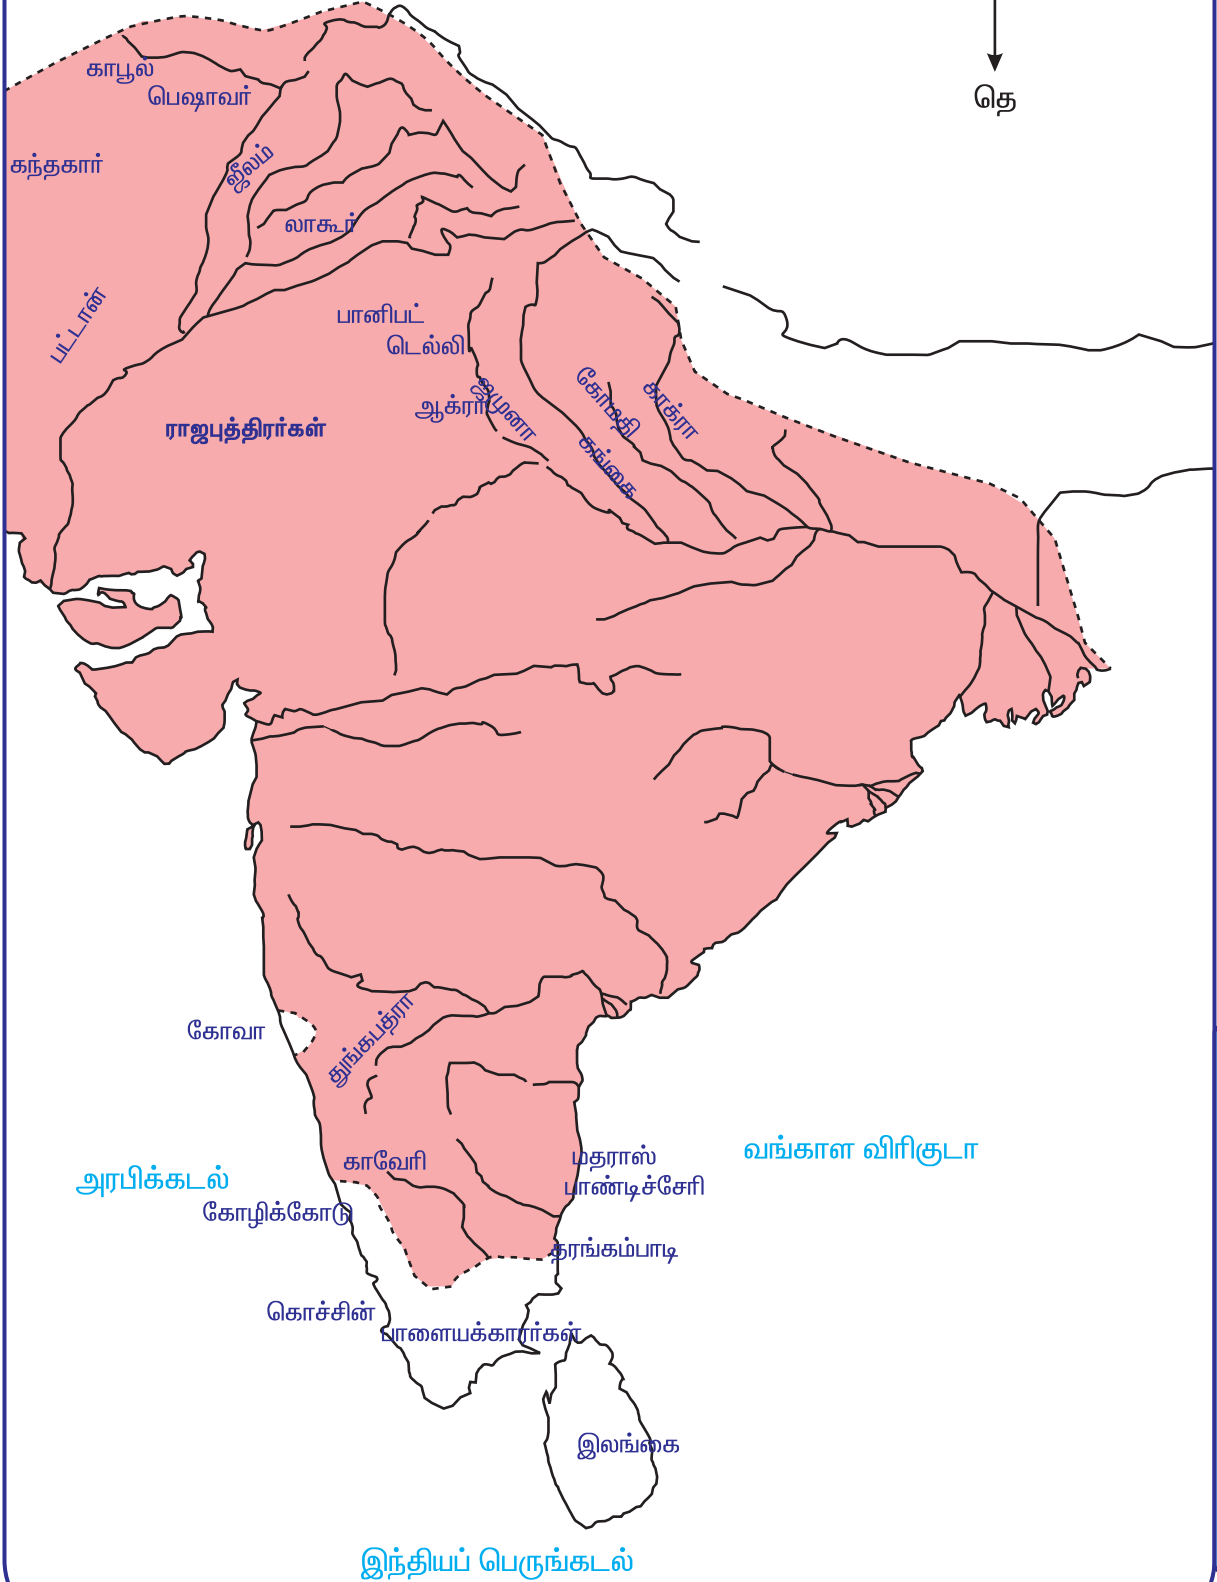 காபூல்
பெஷாவர்
தெ
கந்தகார்
ஜீலம்
லாகூர்
பட்டான்
பானிபட்
டெல்லி
ஆக்ரா
ஜமுனா
கோமதி
காக்ரா
ராஜபுத்திரர்கள்
கங்கை
கோவா
துங்கபத்ரா
அரபிக்கடல்
காவேரி
மதராஸ்
வங்காள விரிகுடா
பாண்டிச்சேரி
கோழிக்கோடு
தரங்கம்பாடி
கொச்சின்
பாளையக்காரர்கள்
இலங்கை
இந்தியப் பெருங்கடல்